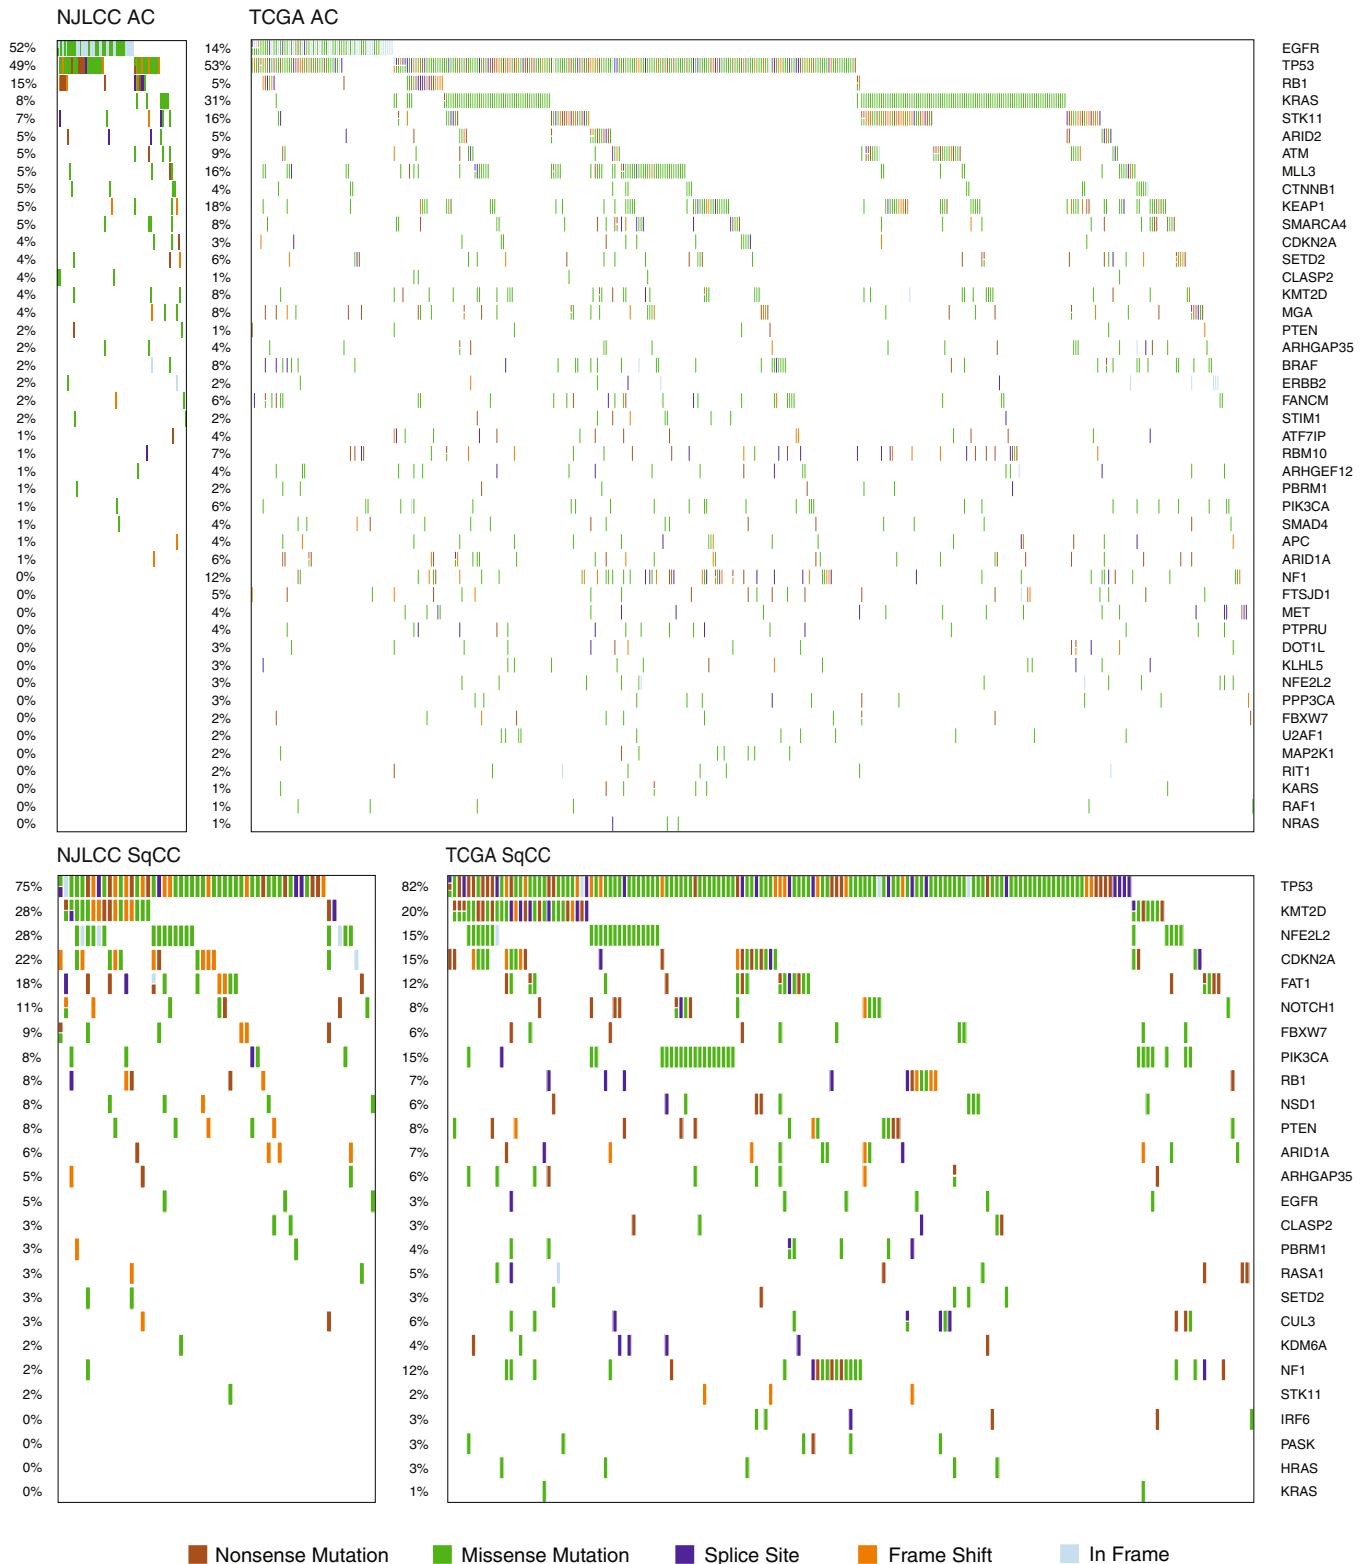 NJLCC AC TCGA AC
52% 14% EGFR
49% 53% TP53
15% 5% RB1
8% 31% KRAS
7% 16% STK11
5% 5% ARID2
5% 9% ATM
5% 16% MLL3
5% 4% CTNNB1
5% 18% KEAP1
5% 8% SMARCA4
4% 3% CDKN2A
4% 6% SETD2
4% 1% CLASP2
4% 8% KMT2D
4% 8% MGA
2% 1% PTEN
2% 4% ARHGAP35
2% 8% BRAF
2% 2% ERBB2
2% 6% FANCM
2% 2% STIM1
1% 4% ATF7IP
1% 7% RBM10
1% 4% ARHGEF12
1% 2% PBRM1
1% 6% PIK3CA
1% 4% SMAD4
1% 4% APC
1% 6% ARID1A
0% 12% NF1
0% 5% FTSJD1
0% 4% MET
0% 4% PTPRU
0% 3% DOT1L
0% 3% KLHL5
0% 3% NFE2L2
0% 3% PPP3CA
0% 2% FBXW7
0% 2% U2AF1
0% 2% MAP2K1
0% 2% RIT1
0% 1% KARS
0% 1% RAF1
0% 1% NRAS
NJLCC SqCC TCGA SqCC
75% 82% TP53
28% 20% KMT2D
28% 15% NFE2L2
22% 15% CDKN2A
18% 12% FAT1
11% 8% NOTCH1
9% 6% FBXW7
8% 15% PIK3CA
8% 7% RB1
8% 6% NSD1
8% 8% PTEN
6% 7% ARID1A
5% 6% ARHGAP35
5% 3% EGFR
3% 3% CLASP2
3% 4% PBRM1
3% 5% RASA1
3% 3% SETD2
3% 6% CUL3
2% 4% KDM6A
2% 12% NF1
2% 2% STK11
0% 3% IRF6
0% 3% PASK
0% 3% HRAS
0% 1% KRAS
Nonsense Mutation Missense Mutation Splice Site Frame Shift In Frame